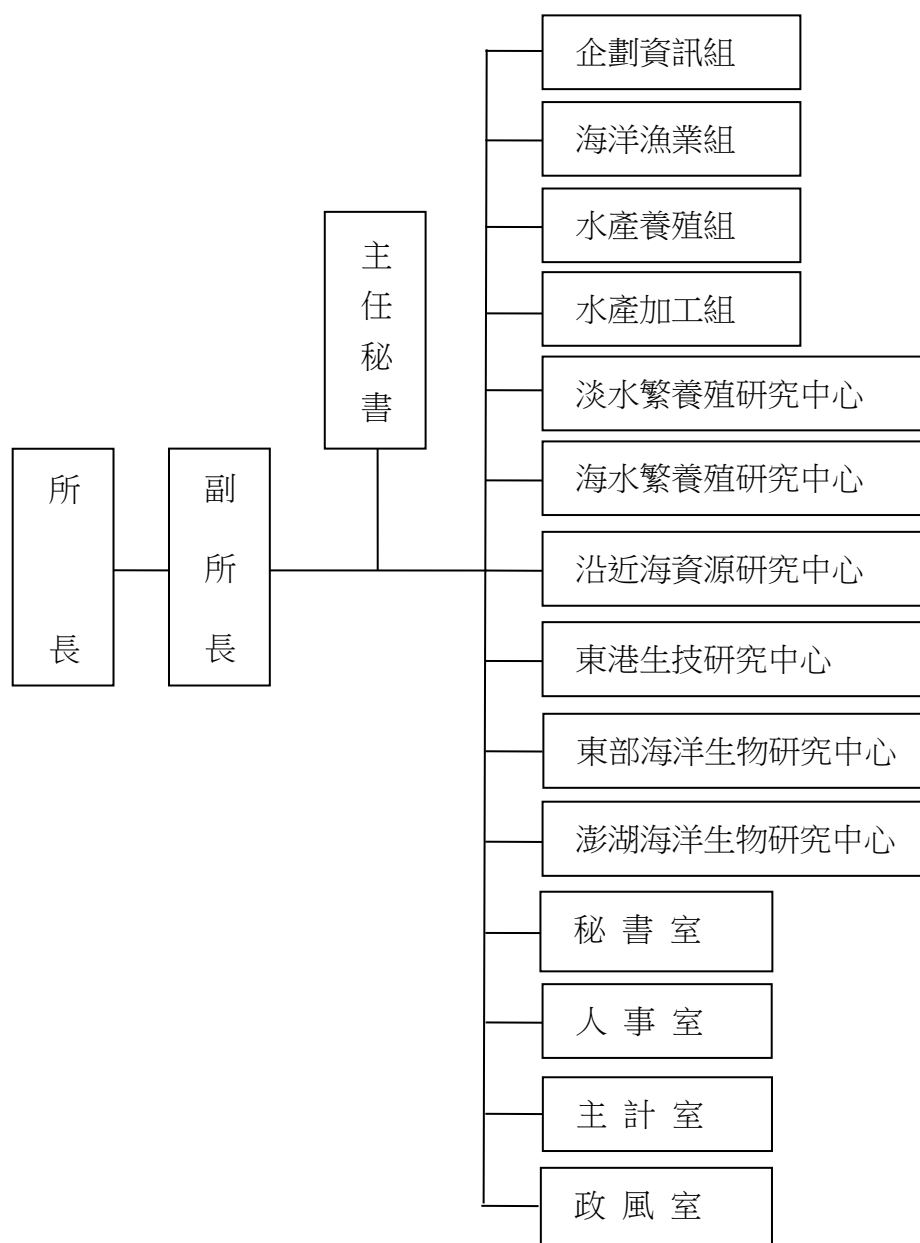 所長
副所長
主任秘書
企劃資訊組
海洋漁業組
水產養殖組
水產加工組
淡水繁養殖研究中心
海水繁養殖研究中心
沿近海資源研究中心
東港生技研究中心
東部海洋生物研究中心
澎湖海洋生物研究中心
秘書室
人事室
主計室
政風室